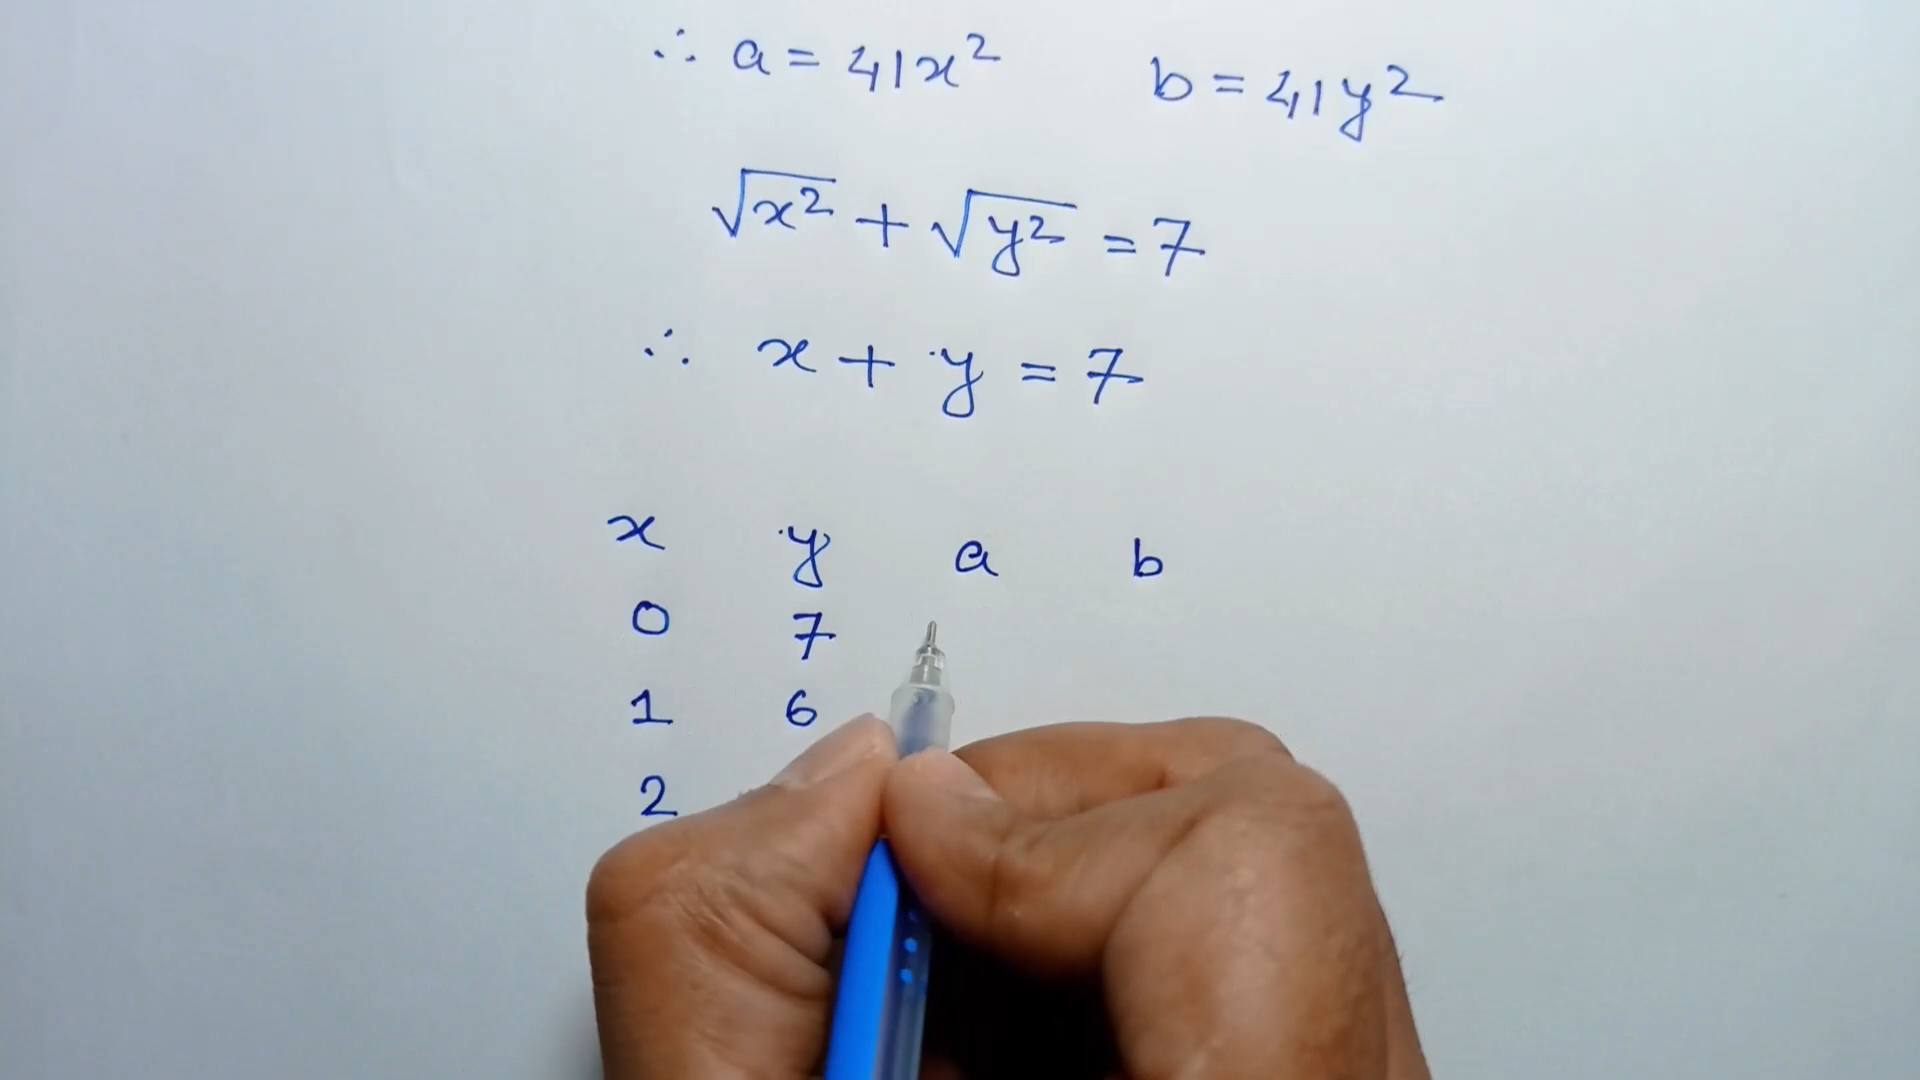 ∴ a = 41x² b = 41y²
√x² + √y² = 7
∴ x + y = 7
x y a b
0 7
1 6
2